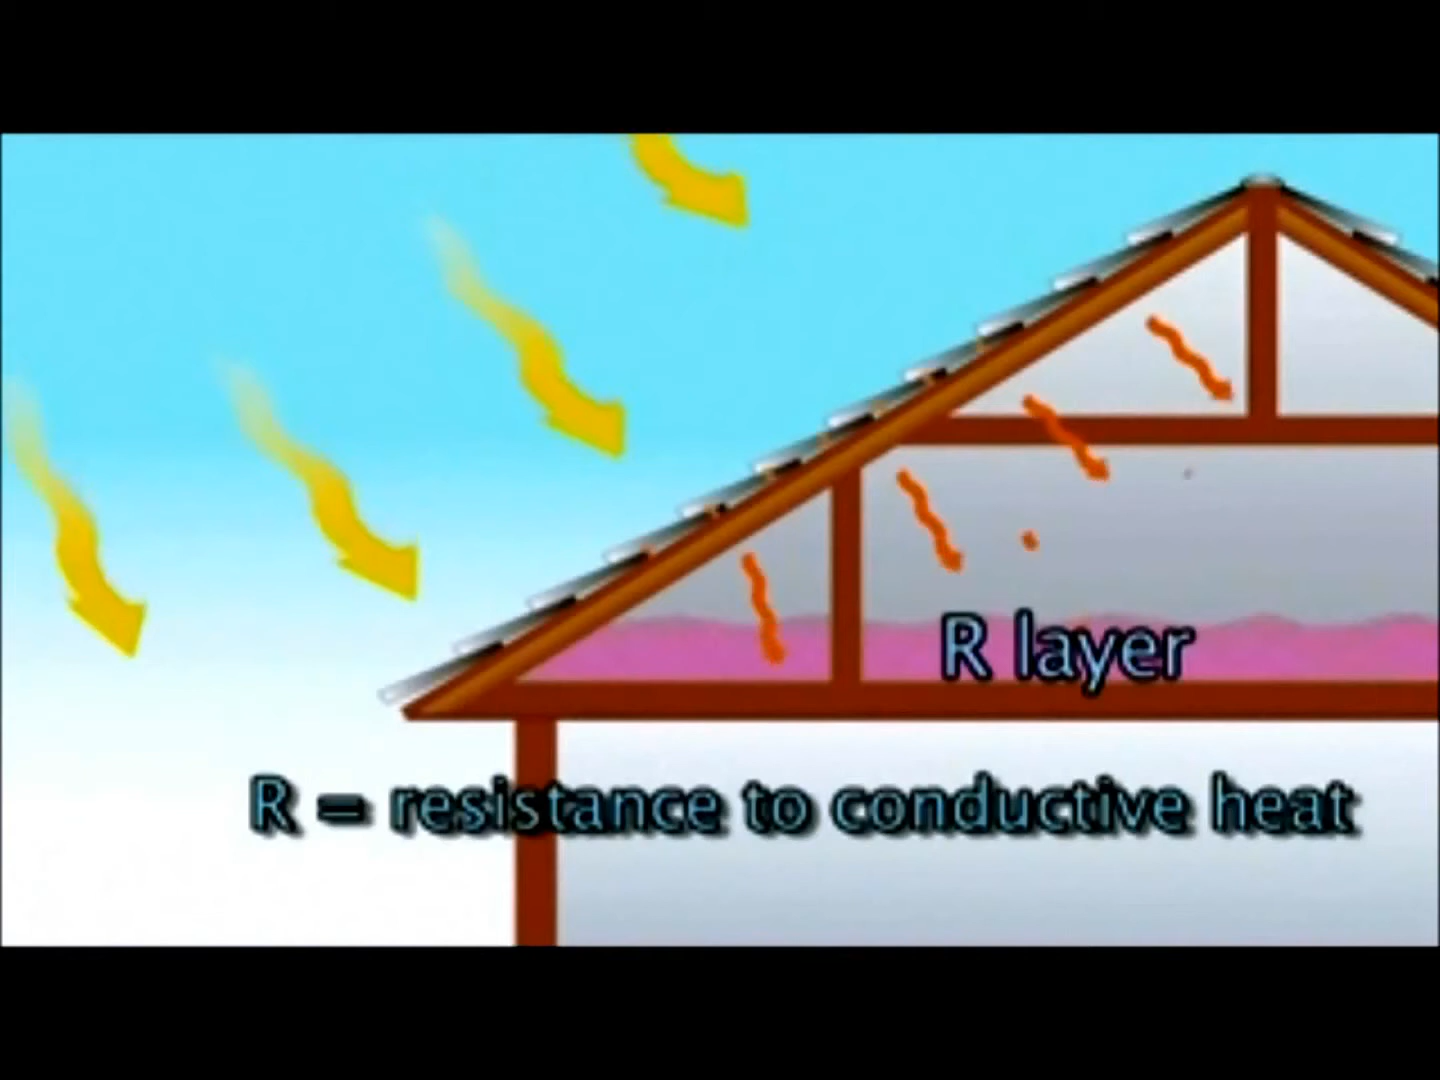 R layer
R = resistance to conductive heat